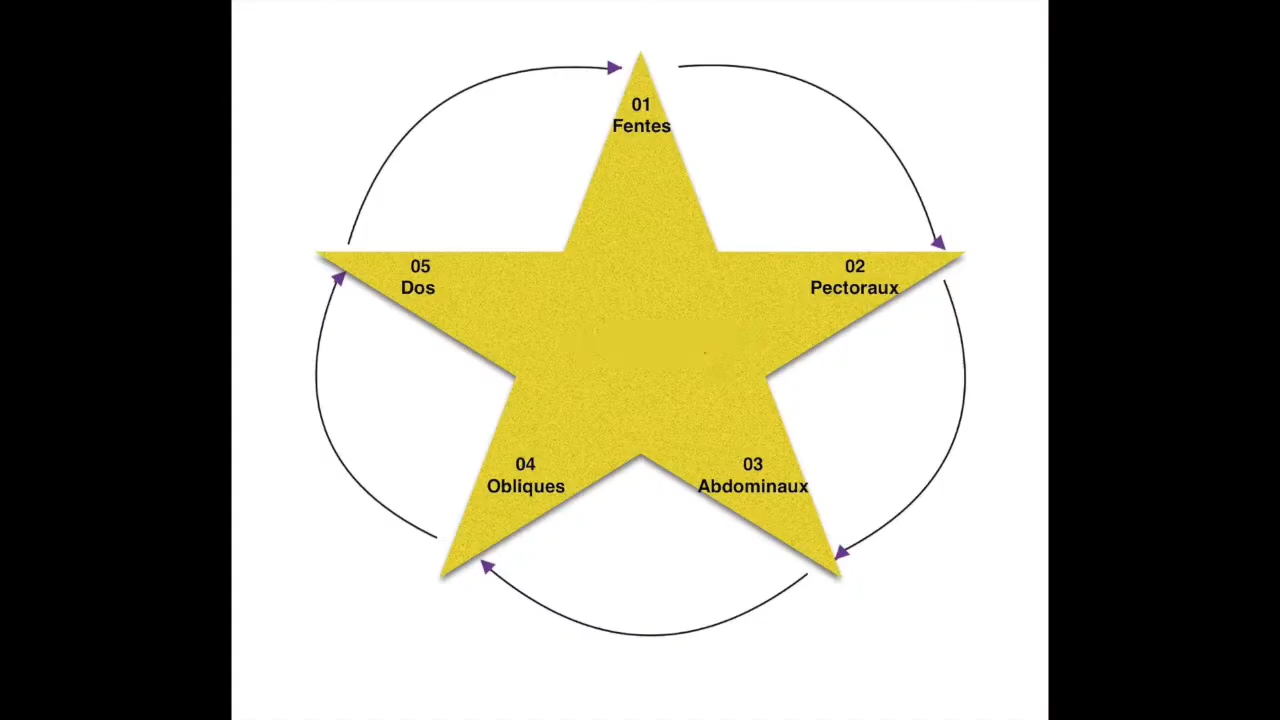 01
Fentes
02
Pectoraux
03
Abdominaux
04
Obliques
05
Dos